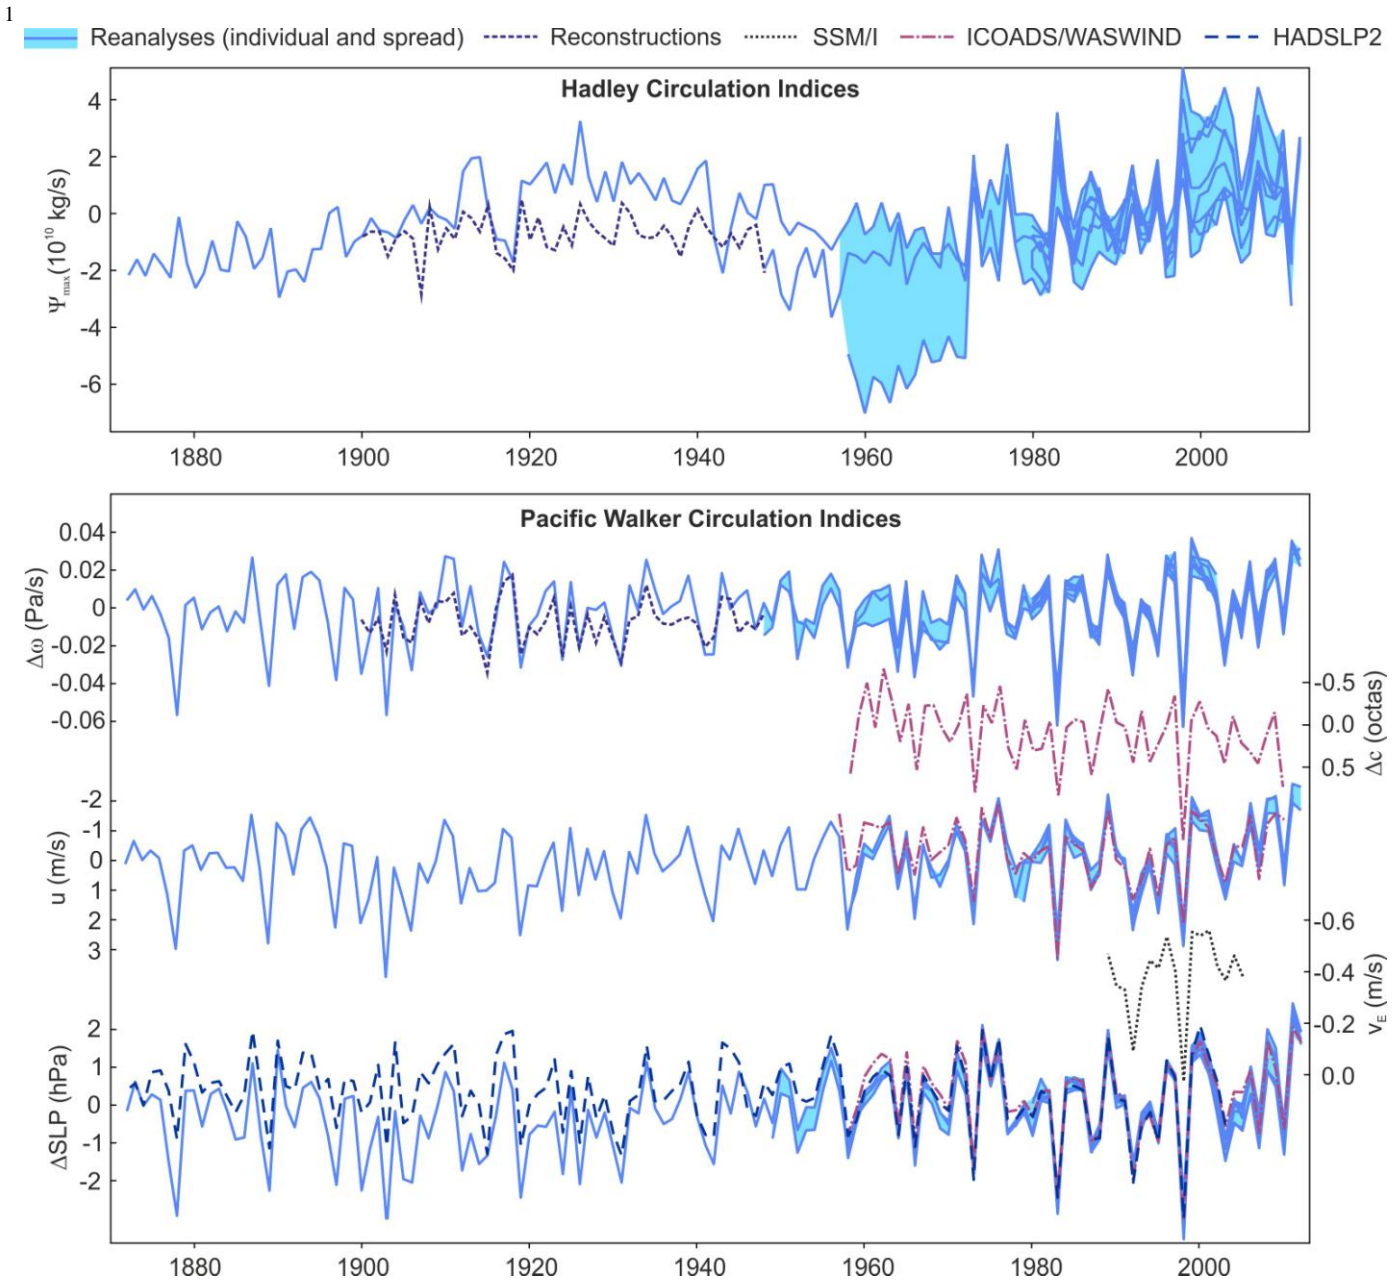 1
Reanalyses (individual and spread) Reconstructions SSM/I ICOADS/WASWIND HADSLP2
Hadley Circulation Indices
Ψmax (10¹⁰ kg/s)
4
2
0
-2
-4
-6
1880 1900 1920 1940 1960 1980 2000
Pacific Walker Circulation Indices
Δω (Pa/s)
0.04
0.02
0
-0.02
-0.04
-0.06
-0.5
0.0
0.5
Δc (octas)
u (m/s)
-2
-1
0
1
2
3
-0.6
-0.4
-0.2
0.0
vE (m/s)
ΔSLP (hPa)
2
1
0
-1
-2
1880 1900 1920 1940 1960 1980 2000